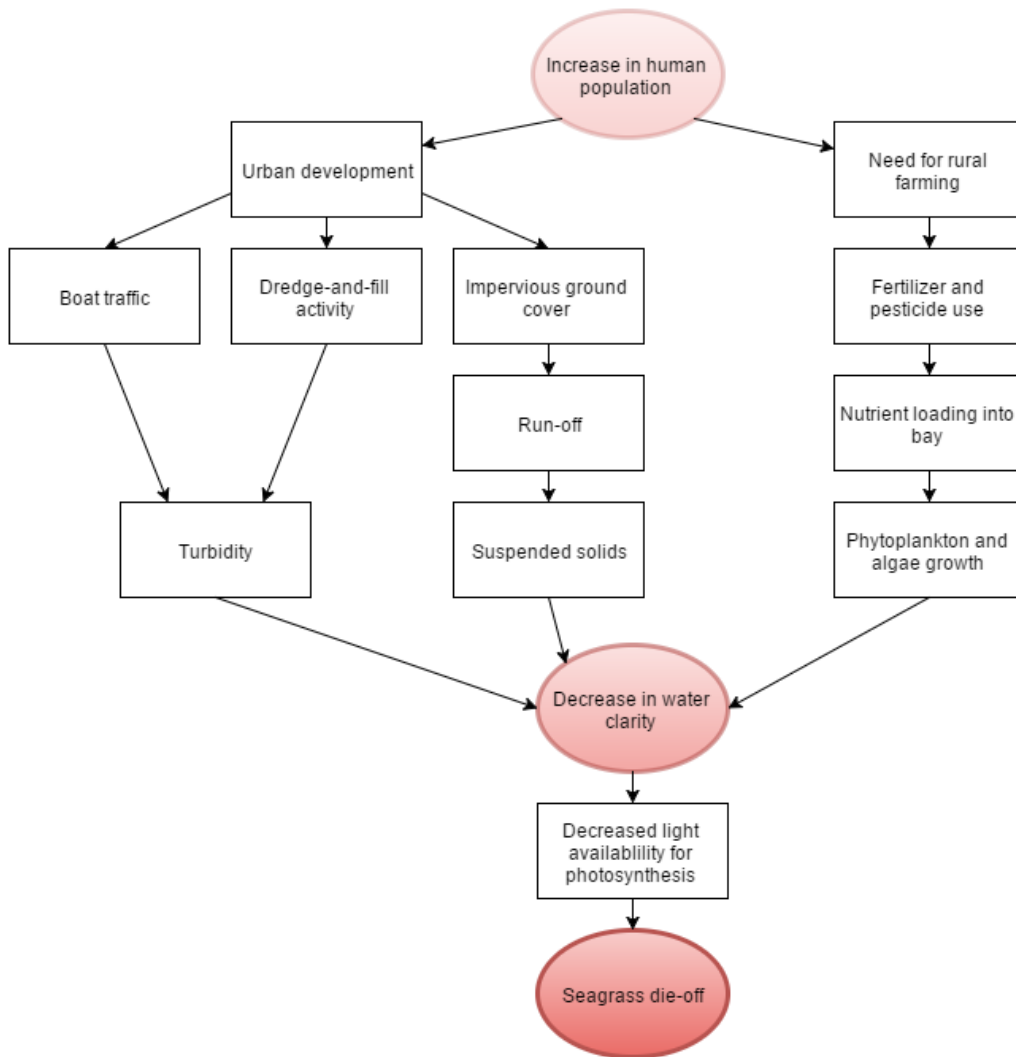 Increase in human
population
Urban development
Need for rural
farming
Boat traffic
Dredge-and-fill
activity
Impervious ground
cover
Fertilizer and
pesticide use
Run-off
Nutrient loading into
bay
Turbidity
Suspended solids
Phytoplankton and
algae growth
Decrease in water
clarity
Decreased light
availablility for
photosynthesis
Seagrass die-off